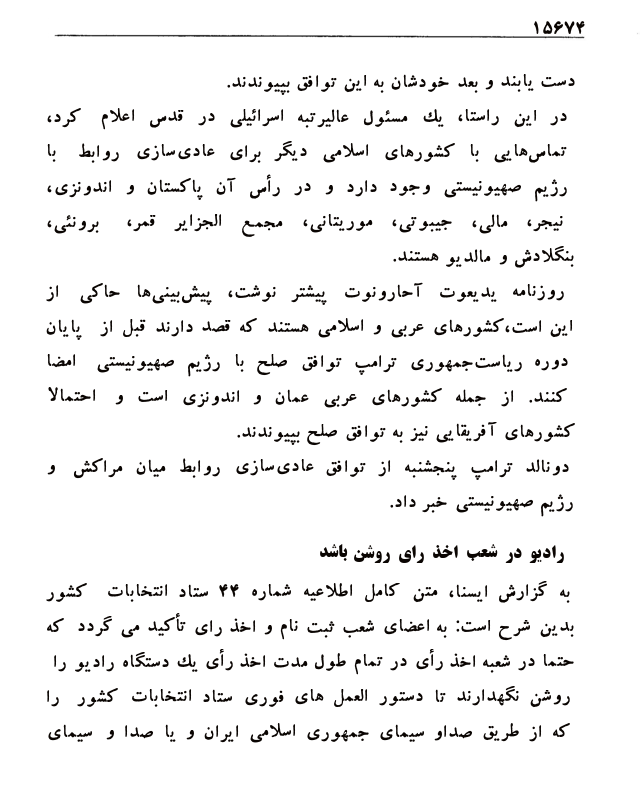 ۱۵۶۷۴
دست یابند و بعد خودشان به این توافق بپیوندند.
در این راستا، یك مسئول عالیرتبه اسرائیلی در قدس اعلام کرد،
تماس‌هایی با کشورهای اسلامی دیگر برای عادی‌سازی روابط با
رژیم صهیونیستی وجود دارد و در رأس آن پاکستان و اندونزی،
نیجر، مالی، جیبوتی، موریتانی، مجمع الجزایر قمر، برونئی،
بنگلادش و مالدیو هستند.
روزنامه یدیعوت آحارونوت پیشتر نوشت، پیش‌بینی‌ها حاکی از
این است،کشورهای عربی و اسلامی هستند که قصد دارند قبل از پایان
دوره ریاست‌جمهوری ترامپ توافق صلح با رژیم صهیونیستی امضا
کنند. از جمله کشورهای عربی عمان و اندونزی است و احتمالا
کشورهای آفریقایی نیز به توافق صلح بپیوندند.
دونالد ترامپ پنجشنبه از توافق عادی‌سازی روابط میان مراکش و
رژیم صهیونیستی خبر داد.
رادیو در شعب اخذ رای روشن باشد
به گزارش ایسنا، متن کامل اطلاعیه شماره ۴۴ ستاد انتخابات کشور
بدین شرح است: به اعضای شعب ثبت نام و اخذ رای تأکید می گردد که
حتما در شعبه اخذ رأی در تمام طول مدت اخذ رأی یك دستگاه رادیو را
روشن نگهدارند تا دستور العمل های فوری ستاد انتخابات کشور را
که از طریق صداو سیمای جمهوری اسلامی ایران و یا صدا و سیمای